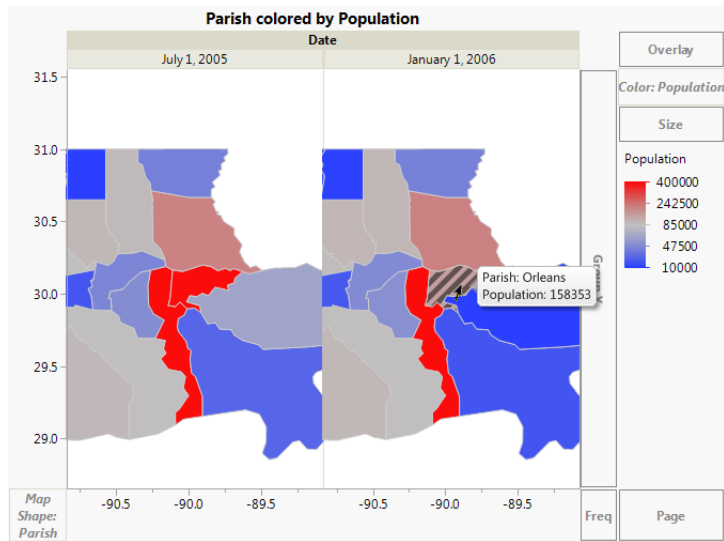 Parish colored by Population
Date
July 1, 2005
January 1, 2006
31.5
31.0
30.5
30.0
29.5
29.0
-90.5
-90.0
-89.5
-90.5
-90.0
-89.5
Parish: Orleans
Population: 158353
Overlay
Color: Population
Size
Population
400000
242500
85000
47500
10000
Map
Shape:
Parish
Freq
Page